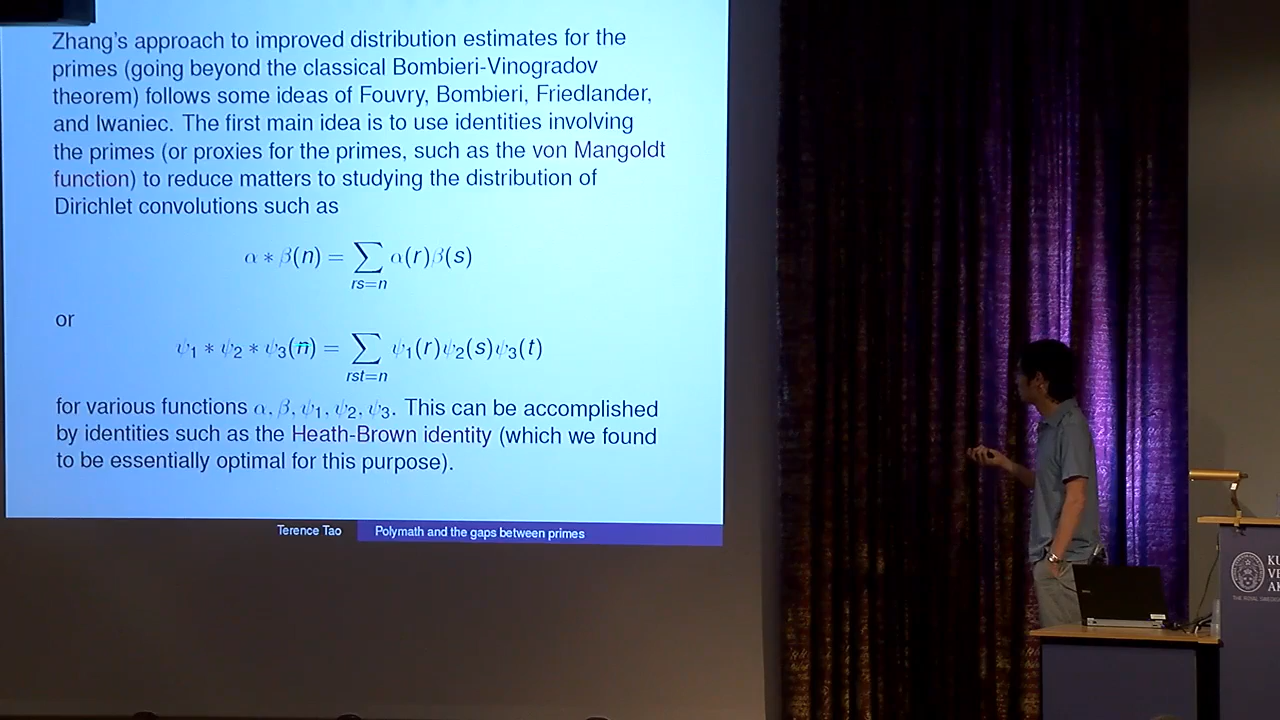 Zhang's approach to improved distribution estimates for the
primes (going beyond the classical Bombieri-Vinogradov
theorem) follows some ideas of Fouvry, Bombieri, Friedlander,
and Iwaniec. The first main idea is to use identities involving
the primes (or proxies for the primes, such as the von Mangoldt
function) to reduce matters to studying the distribution of
Dirichlet convolutions such as
α ∗ β(n) = ∑ α(r)β(s)
rs=n
or
ψ₁ ∗ ψ₂ ∗ ψ₃(n) = ∑ ψ₁(r)ψ₂(s)ψ₃(t)
rst=n
for various functions α, β, ψ₁, ψ₂, ψ₃. This can be accomplished
by identities such as the Heath-Brown identity (which we found
to be essentially optimal for this purpose).
Terence Tao Polymath and the gaps between primes
KU
VE
AK
THE ROYAL